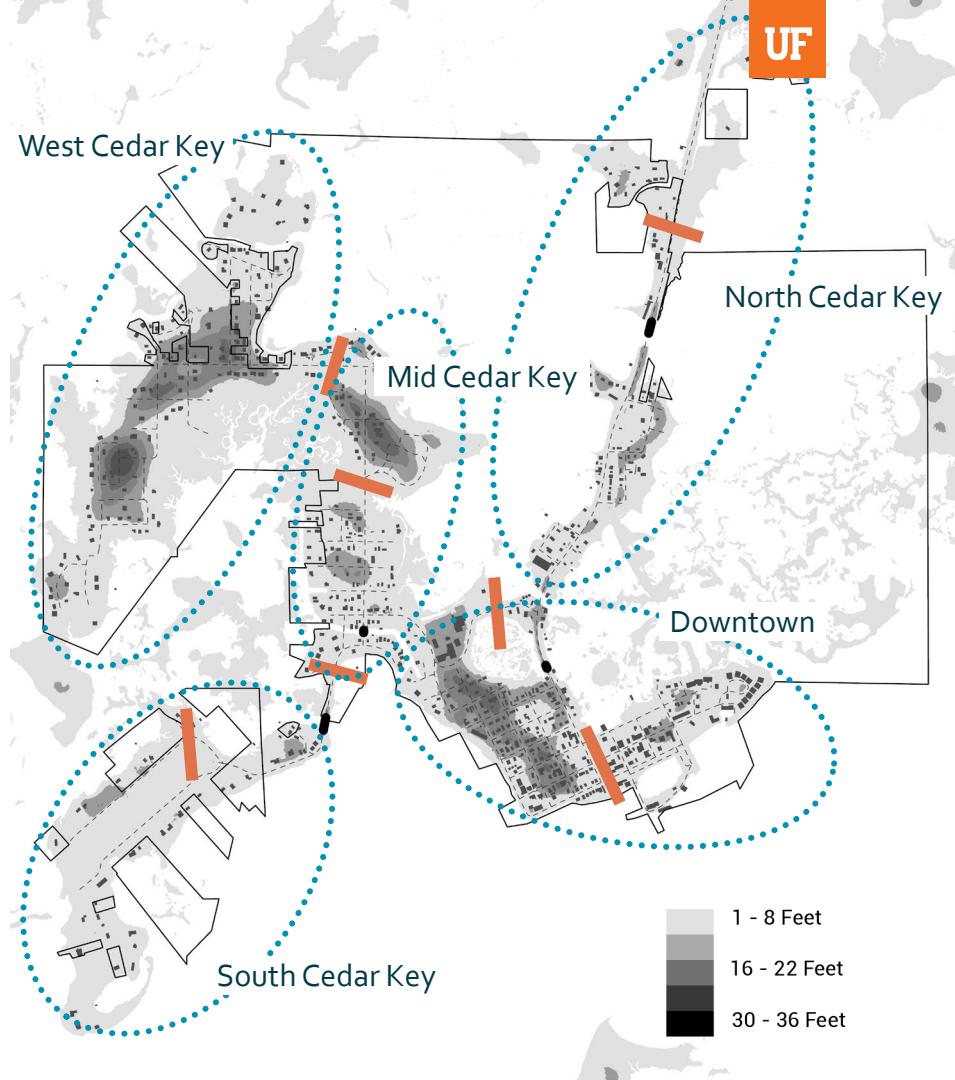 UF
West Cedar Key
North Cedar Key
Mid Cedar Key
Downtown
South Cedar Key
1 - 8 Feet
16 - 22 Feet
30 - 36 Feet